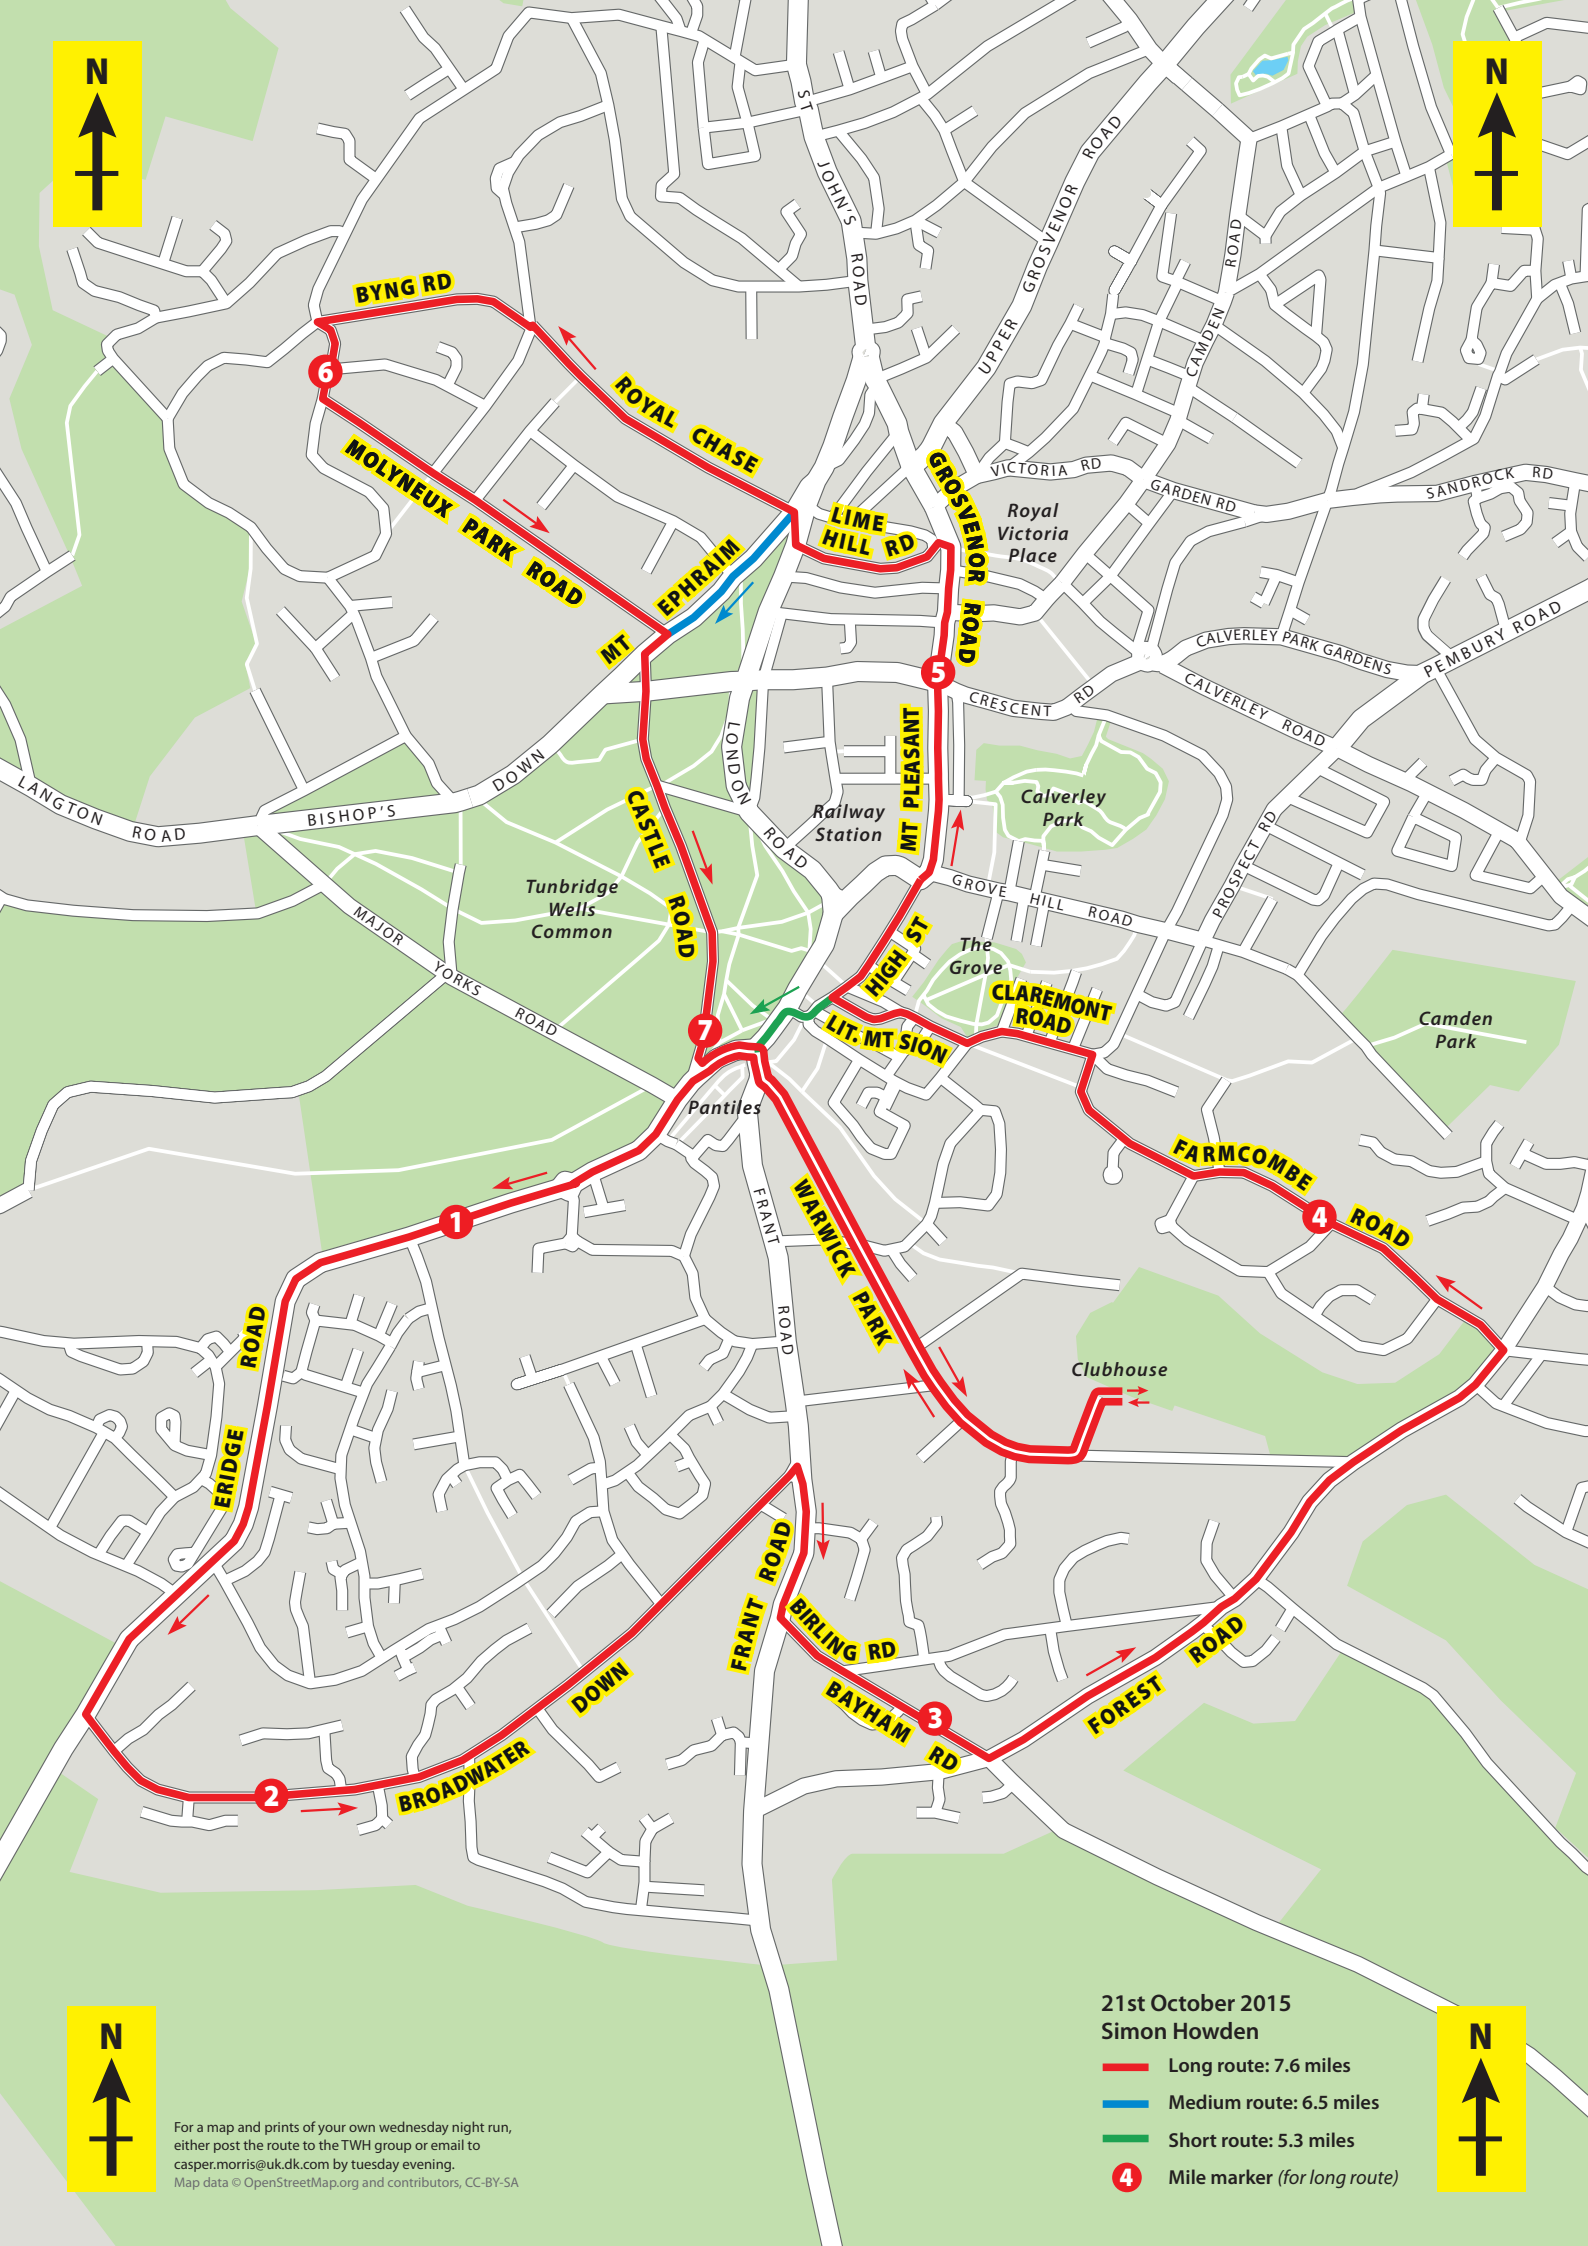 N
N
ST JOHN'S ROAD
UPPER GROSVENOR ROAD
CAMDEN ROAD
BYNG RD
6
ROYAL CHASE
MOLYNEUX PARK ROAD
LIME
HILL RD
GROSVENOR ROAD
VICTORIA RD
GARDEN RD
SANDROCK RD
Royal
Victoria
Place
MT EPHRAIM
5
CALVERLEY PARK GARDENS
PEMBURY ROAD
CRESCENT RD
CALVERLEY ROAD
LANGTON ROAD
BISHOP'S DOWN
LONDON ROAD
MT PLEASANT
Railway
Station
Calverley
Park
CASTLE ROAD
Tunbridge
Wells
Common
MAJOR YORKS ROAD
GROVE HILL ROAD
PROSPECT RD
HIGH ST
The
Grove
CLAREMONT
ROAD
LIT. MT SION
Camden
Park
7
Pantiles
FARMCOMBE ROAD
4
1
FRANT ROAD
WARWICK PARK
Clubhouse
ERIDGE ROAD
FRANT ROAD
BIRLING RD
BAYHAM RD
3
FOREST ROAD
2
BROADWATER DOWN
21st October 2015
Simon Howden
Long route: 7.6 miles
Medium route: 6.5 miles
Short route: 5.3 miles
4 Mile marker (for long route)
N
N
For a map and prints of your own wednesday night run,
either post the route to the TWH group or email to
casper.morris@uk.dk.com by tuesday evening.
Map data © OpenStreetMap.org and contributors, CC-BY-SA